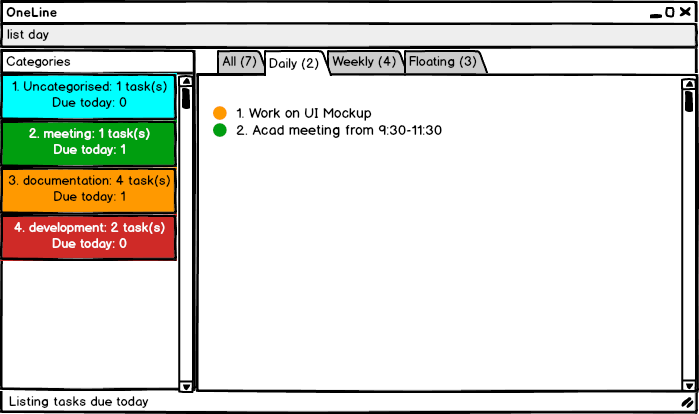 OneLine
list day
Categories
1. Uncategorised: 1 task(s)
Due today: 0
2. meeting: 1 task(s)
Due today: 1
3. documentation: 4 task(s)
Due today: 1
4. development: 2 task(s)
Due today: 0
All (7) Daily (2) Weekly (4) Floating (3)
1. Work on UI Mockup
2. Acad meeting from 9:30-11:30
Listing tasks due today